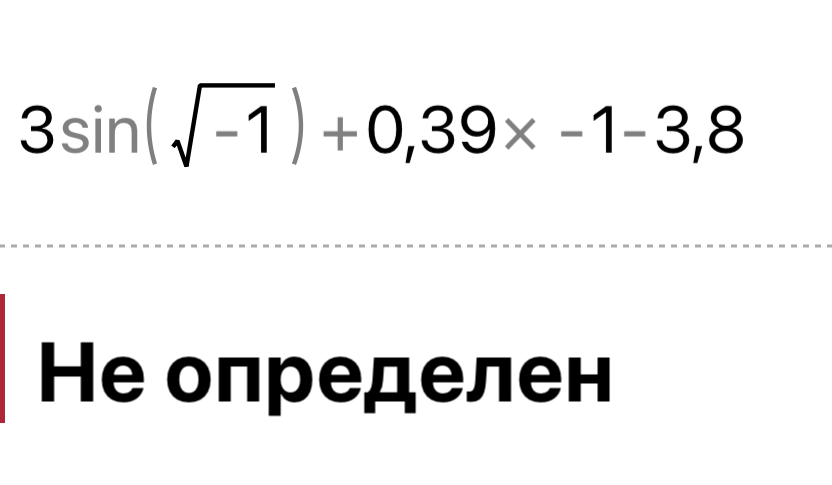 3sin(√-1)+0,39× -1-3,8
Не определен